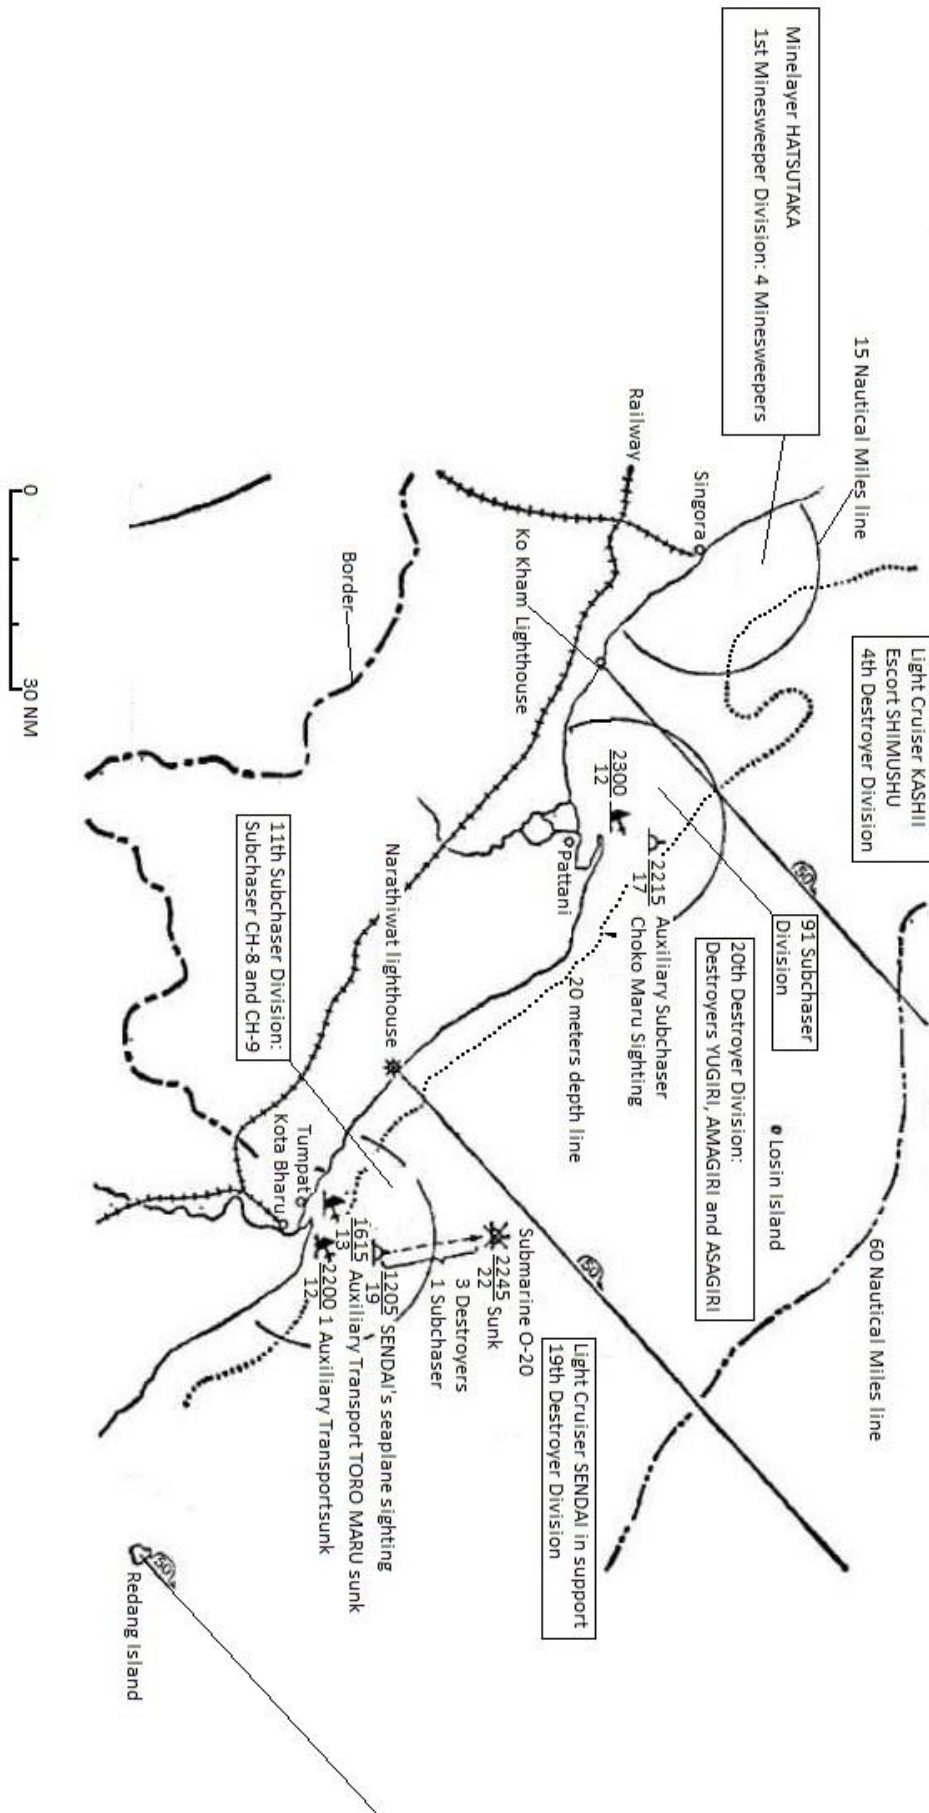 Minelayer HATSUTAKA
1st Minesweeper Division: 4 Minesweepers
15 Nautical Miles line
Light Cruiser KASHII
Escort SHIMUSHU
4th Destroyer Division
Railway
Singora
Ko Kham Lighthouse
Border
0
30 NM
2300
12
2215 Auxiliary Subchaser
17 Choko Maru Sighting
Pattani
20 meters depth line
50
91 Subchaser
Division
20th Destroyer Division:
Destroyers YUGIRI, AMAGIRI and ASAGIRI
Losin Island
60 Nautical Miles line
Narathiwat lighthouse
11th Subchaser Division:
Subchaser CH-8 and CH-9
Tumpat
Kota Bharu
50
Submarine O-20
2245 Sunk
22
3 Destroyers
1 Subchaser
1205 SENDAI's seaplane sighting
19
1615 Auxiliary Transport TORO MARU sunk
13
2200 1 Auxiliary Transportsunk
12
Light Cruiser SENDAI in support
19th Destroyer Division
50
Redang Island